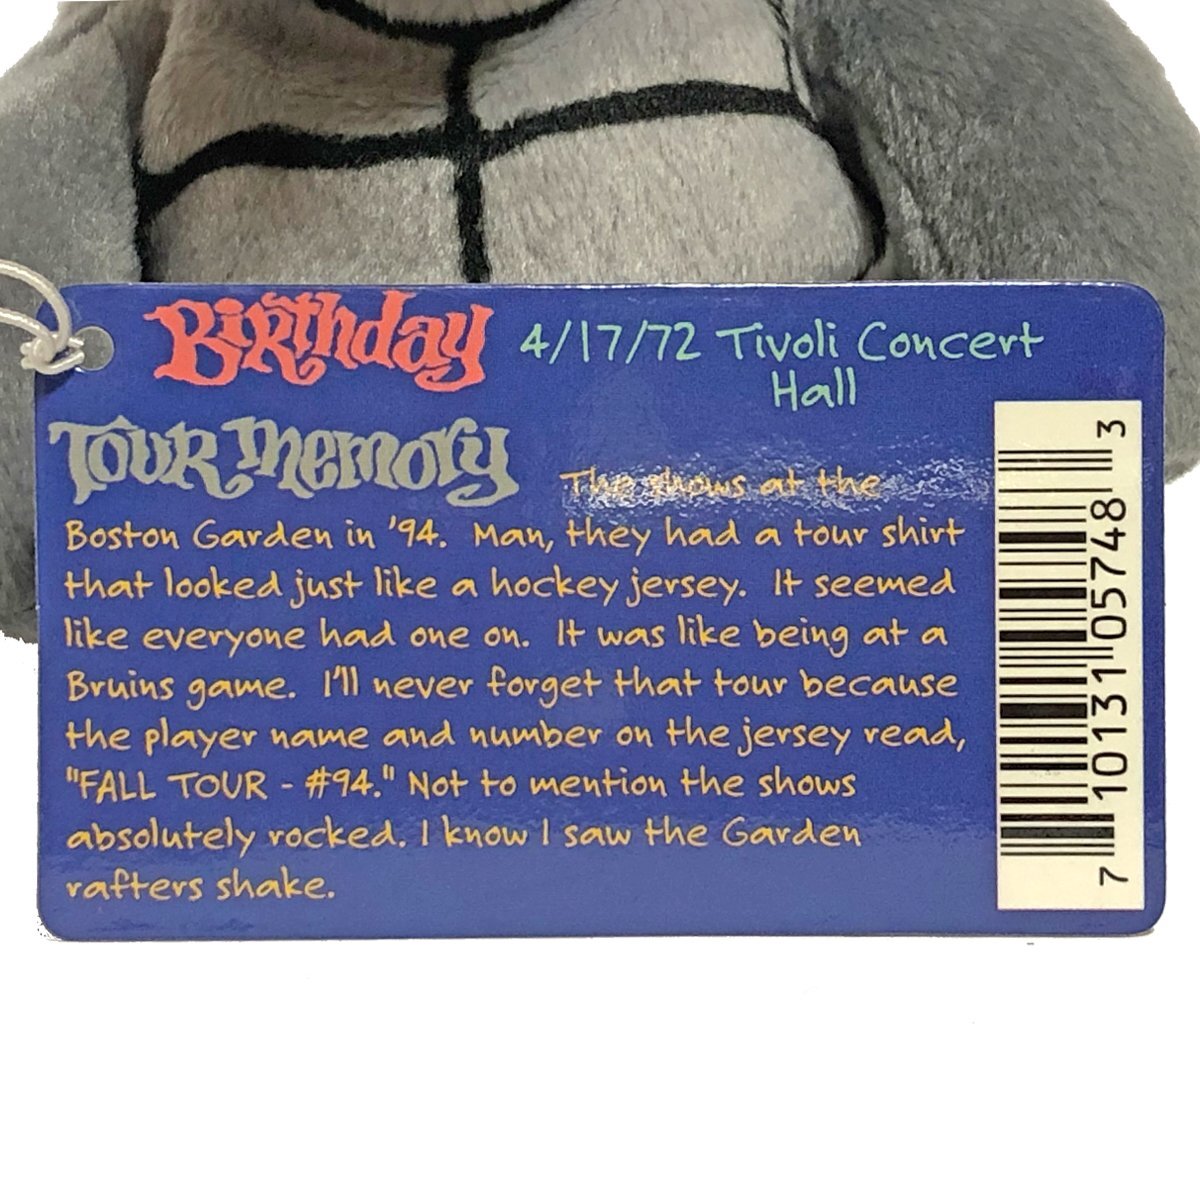 Birthday 4/17/72 Tivoli Concert
Hall
Tour Memory The shows at the
Boston Garden in '94. Man, they had a tour shirt
that looked just like a hockey jersey. It seemed
like everyone had one on. It was like being at a
Bruins game. I'll never forget that tour because
the player name and number on the jersey read,
"FALL TOUR - #94." Not to mention the shows
absolutely rocked. I know I saw the Garden
rafters shake.
7 10131 05748 3